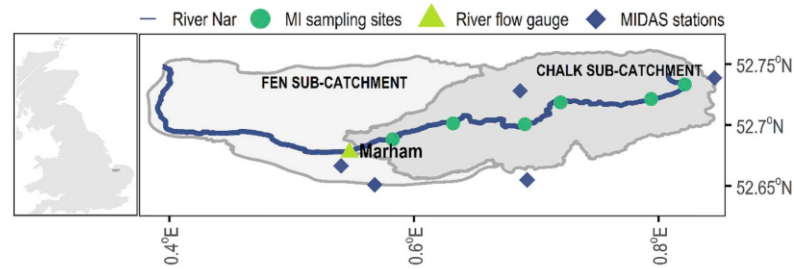 River Nar MI sampling sites River flow gauge MIDAS stations
FEN SUB-CATCHMENT
CHALK SUB-CATCHMENT
Marham
52.75°N
52.7°N
52.65°N
0.4°E
0.6°E
0.8°E